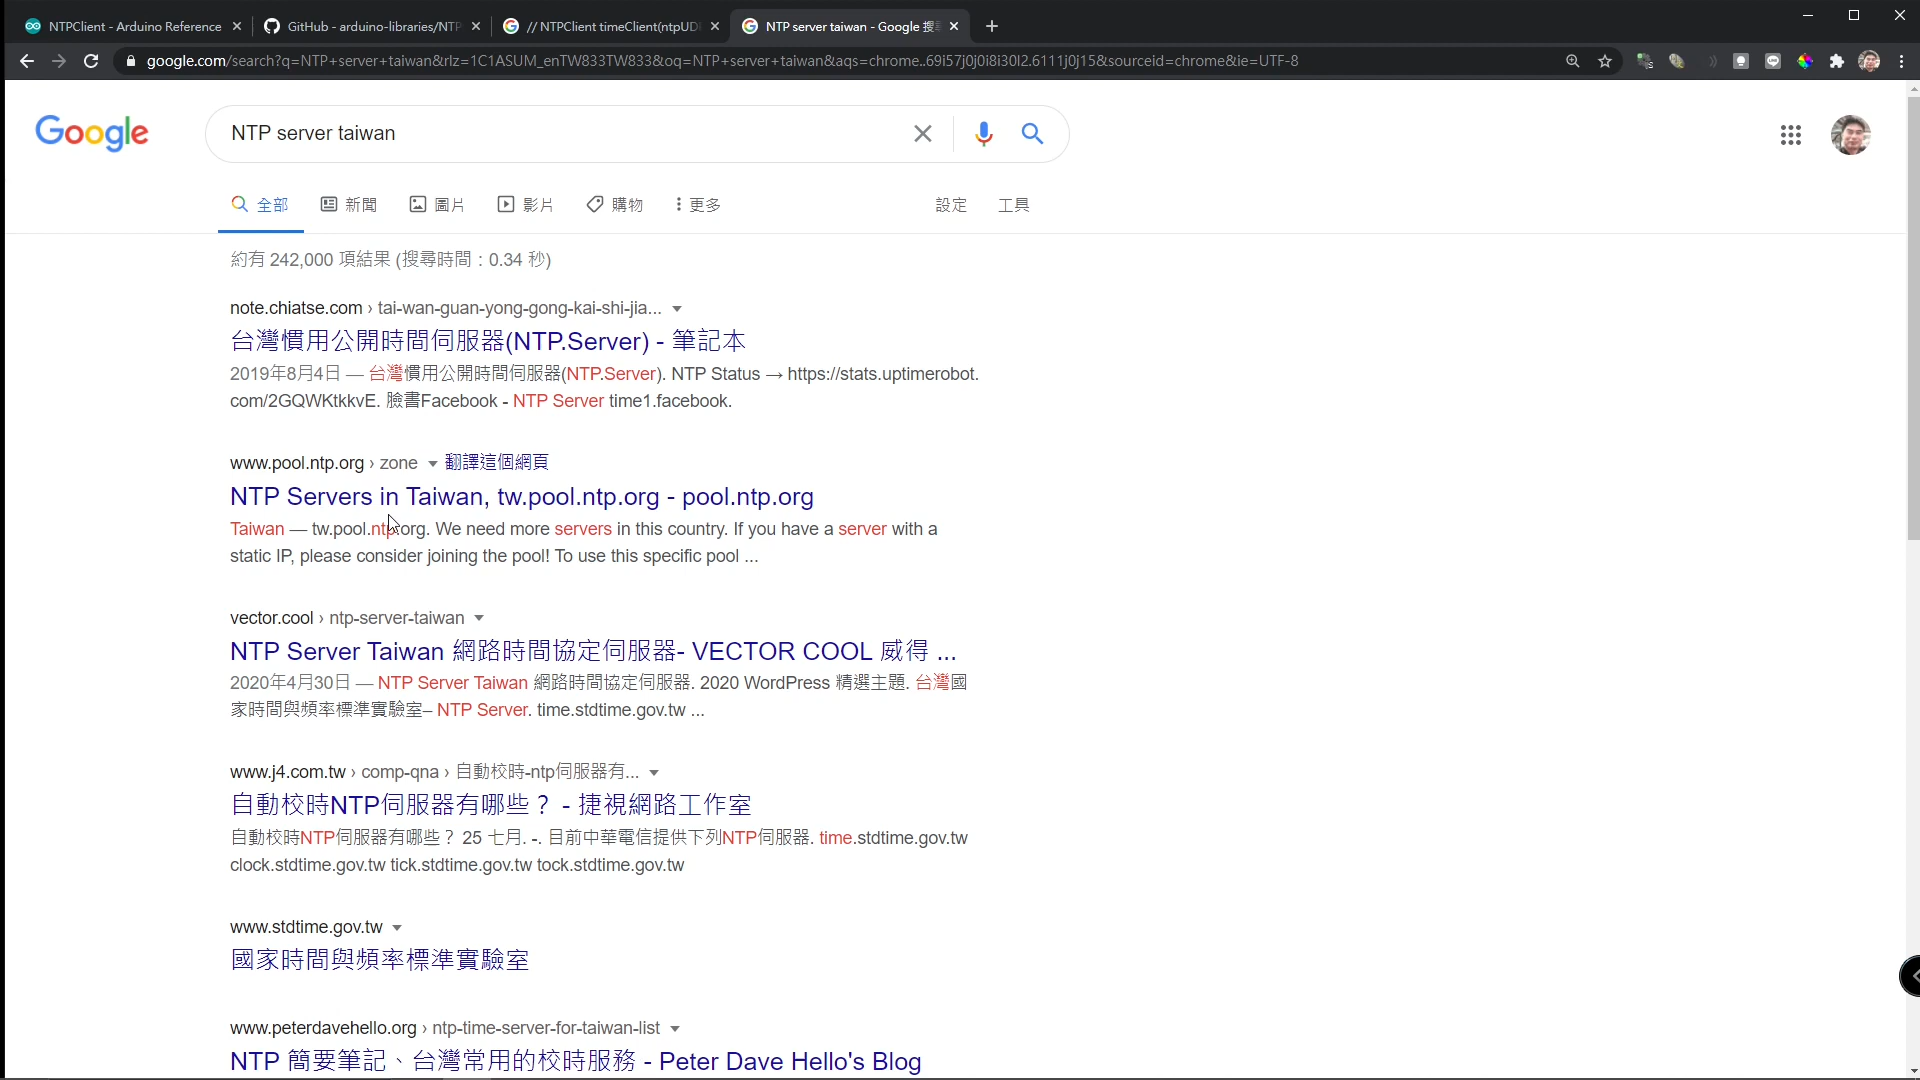 NTPClient - Arduino Reference
GitHub - arduino-libraries/NTP
// NTPClient timeClient(ntpUD
NTP server taiwan - Google 搜
google.com/search?q=NTP+server+taiwan&rlz=1C1ASUM_enTW833TW833&oq=NTP+server+taiwan&aqs=chrome..69i57j0j0i8i30l2.6111j0j15&sourceid=chrome&ie=UTF-8
Google
NTP server taiwan
全部 新聞 圖片 影片 購物 更多 設定 工具
約有 242,000 項結果 (搜尋時間：0.34 秒)
note.chiatse.com › tai-wan-guan-yong-gong-kai-shi-jia...
台灣慣用公開時間伺服器(NTP.Server) - 筆記本
2019年8月4日 — 台灣慣用公開時間伺服器(NTP.Server). NTP Status → https://stats.uptimerobot.
com/2GQWKtkkvE. 臉書Facebook - NTP Server time1.facebook.
www.pool.ntp.org › zone 翻譯這個網頁
NTP Servers in Taiwan, tw.pool.ntp.org - pool.ntp.org
Taiwan — tw.pool.ntp.org. We need more servers in this country. If you have a server with a
static IP, please consider joining the pool! To use this specific pool ...
vector.cool › ntp-server-taiwan
NTP Server Taiwan 網路時間協定伺服器- VECTOR COOL 威得 ...
2020年4月30日 — NTP Server Taiwan 網路時間協定伺服器. 2020 WordPress 精選主題. 台灣國
家時間與頻率標準實驗室– NTP Server. time.stdtime.gov.tw ...
www.j4.com.tw › comp-qna › 自動校時-ntp伺服器有...
自動校時NTP伺服器有哪些？ - 捷視網路工作室
自動校時NTP伺服器有哪些？ 25 七月. -. 目前中華電信提供下列NTP伺服器. time.stdtime.gov.tw
clock.stdtime.gov.tw tick.stdtime.gov.tw tock.stdtime.gov.tw
www.stdtime.gov.tw
國家時間與頻率標準實驗室
www.peterdavehello.org › ntp-time-server-for-taiwan-list
NTP 簡要筆記、台灣常用的校時服務 - Peter Dave Hello's Blog